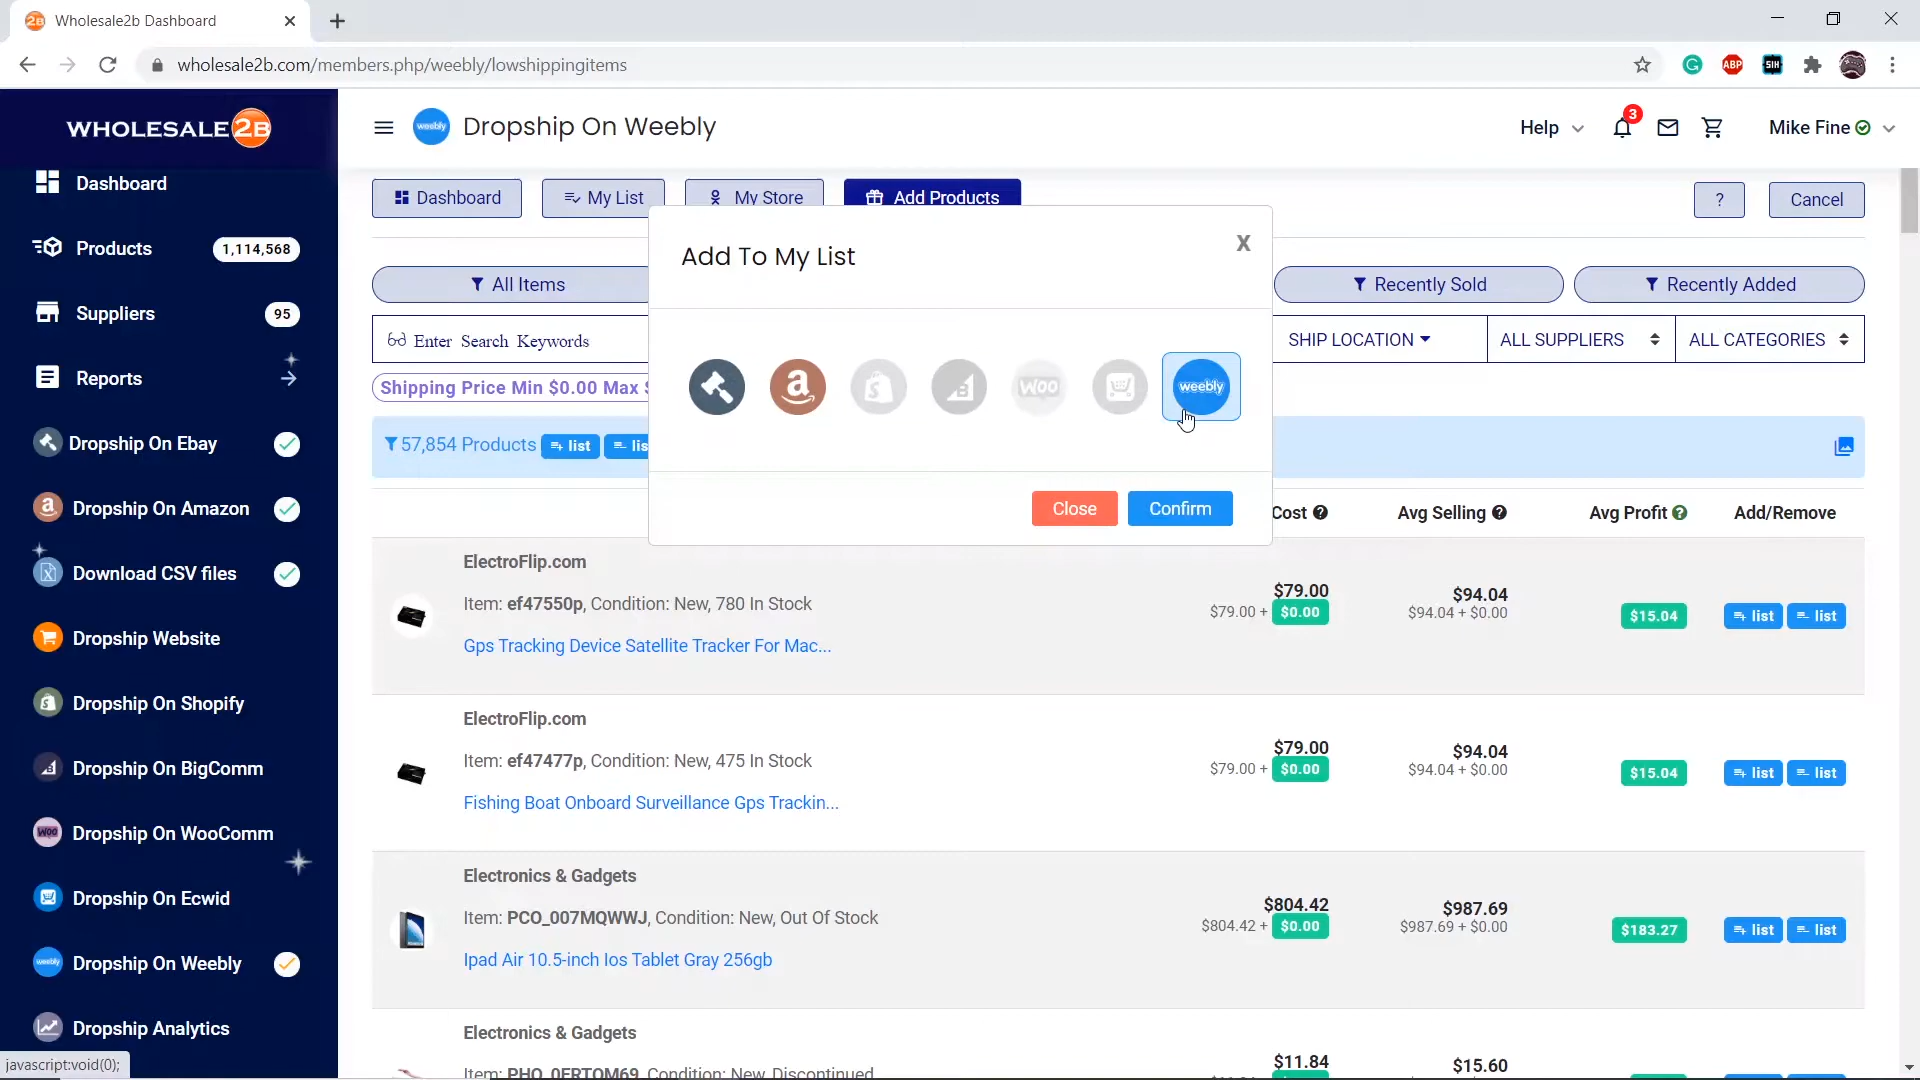 Wholesale2b Dashboard
wholesale2b.com/members.php/weebly/lowshippingitems
ABP
SIH
WHOLESALE2B
weebly
Dropship On Weebly
Help
3
Mike Fine
Dashboard
Products 1,114,568
Suppliers 95
Reports
Dropship On Ebay
Dropship On Amazon
Download CSV files
Dropship Website
Dropship On Shopify
Dropship On BigComm
Dropship On WooComm
Dropship On Ecwid
Dropship On Weebly
Dropship Analytics
javascript:void(0);
Dashboard
My List
My Store
Add Products
?
Cancel
All Items
Recently Sold
Recently Added
Enter Search Keywords
SHIP LOCATION
ALL SUPPLIERS
ALL CATEGORIES
Shipping Price Min $0.00 Max
57,854 Products
list
Add To My List
X
WOO
weebly
Close
Confirm
Cost
Avg Selling
Avg Profit
Add/Remove
ElectroFlip.com
Item: ef47550p, Condition: New, 780 In Stock
Gps Tracking Device Satellite Tracker For Mac...
$79.00
$79.00 + $0.00
$94.04
$94.04 + $0.00
$15.04
list
list
ElectroFlip.com
Item: ef47477p, Condition: New, 475 In Stock
Fishing Boat Onboard Surveillance Gps Trackin...
$79.00
$79.00 + $0.00
$94.04
$94.04 + $0.00
$15.04
list
list
Electronics & Gadgets
Item: PCO_007MQWWJ, Condition: New, Out Of Stock
Ipad Air 10.5-inch Ios Tablet Gray 256gb
$804.42
$804.42 + $0.00
$987.69
$987.69 + $0.00
$183.27
list
list
Electronics & Gadgets
Item: PHO_0FRTOM69, Condition: New, Discontinued
$11.84
$15.60